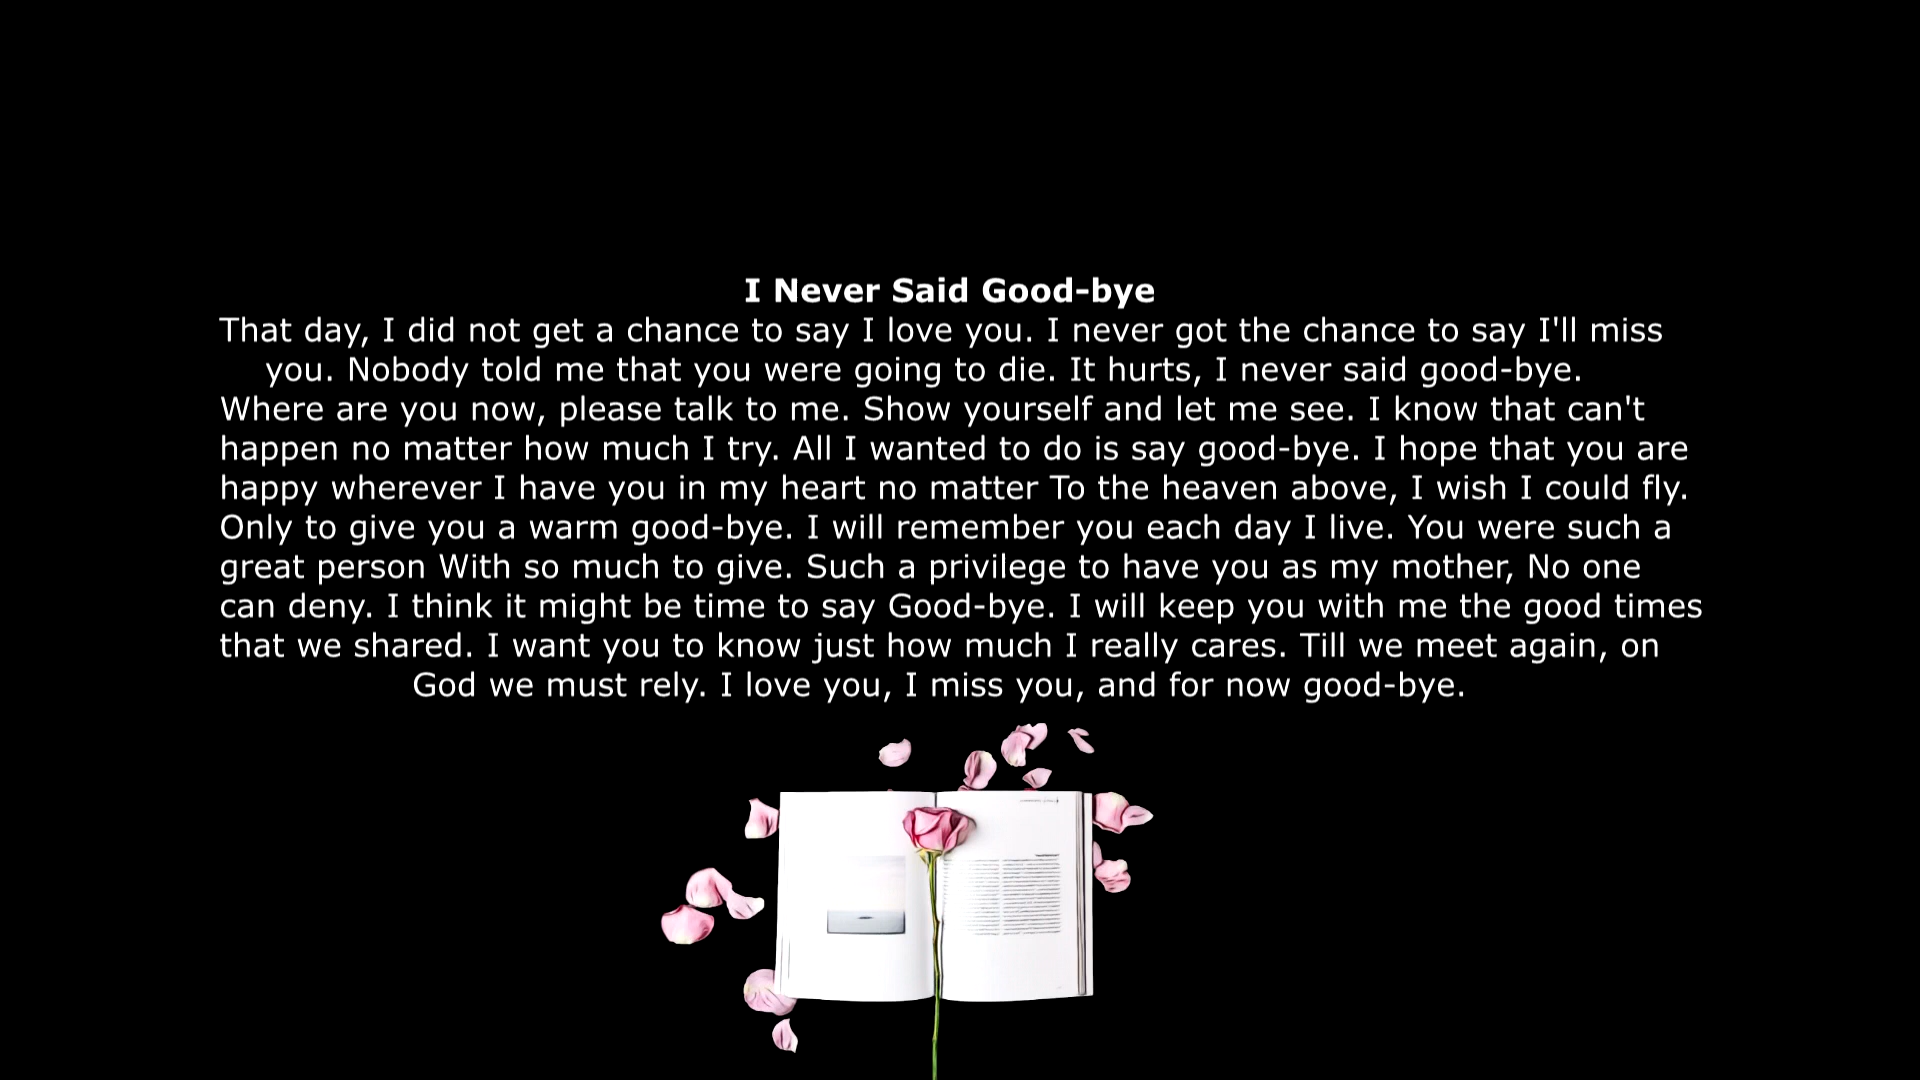 I Never Said Good-bye
That day, I did not get a chance to say I love you. I never got the chance to say I'll miss
you. Nobody told me that you were going to die. It hurts, I never said good-bye.
Where are you now, please talk to me. Show yourself and let me see. I know that can't
happen no matter how much I try. All I wanted to do is say good-bye. I hope that you are
happy wherever I have you in my heart no matter To the heaven above, I wish I could fly.
Only to give you a warm good-bye. I will remember you each day I live. You were such a
great person With so much to give. Such a privilege to have you as my mother, No one
can deny. I think it might be time to say Good-bye. I will keep you with me the good times
that we shared. I want you to know just how much I really cares. Till we meet again, on
God we must rely. I love you, I miss you, and for now good-bye.